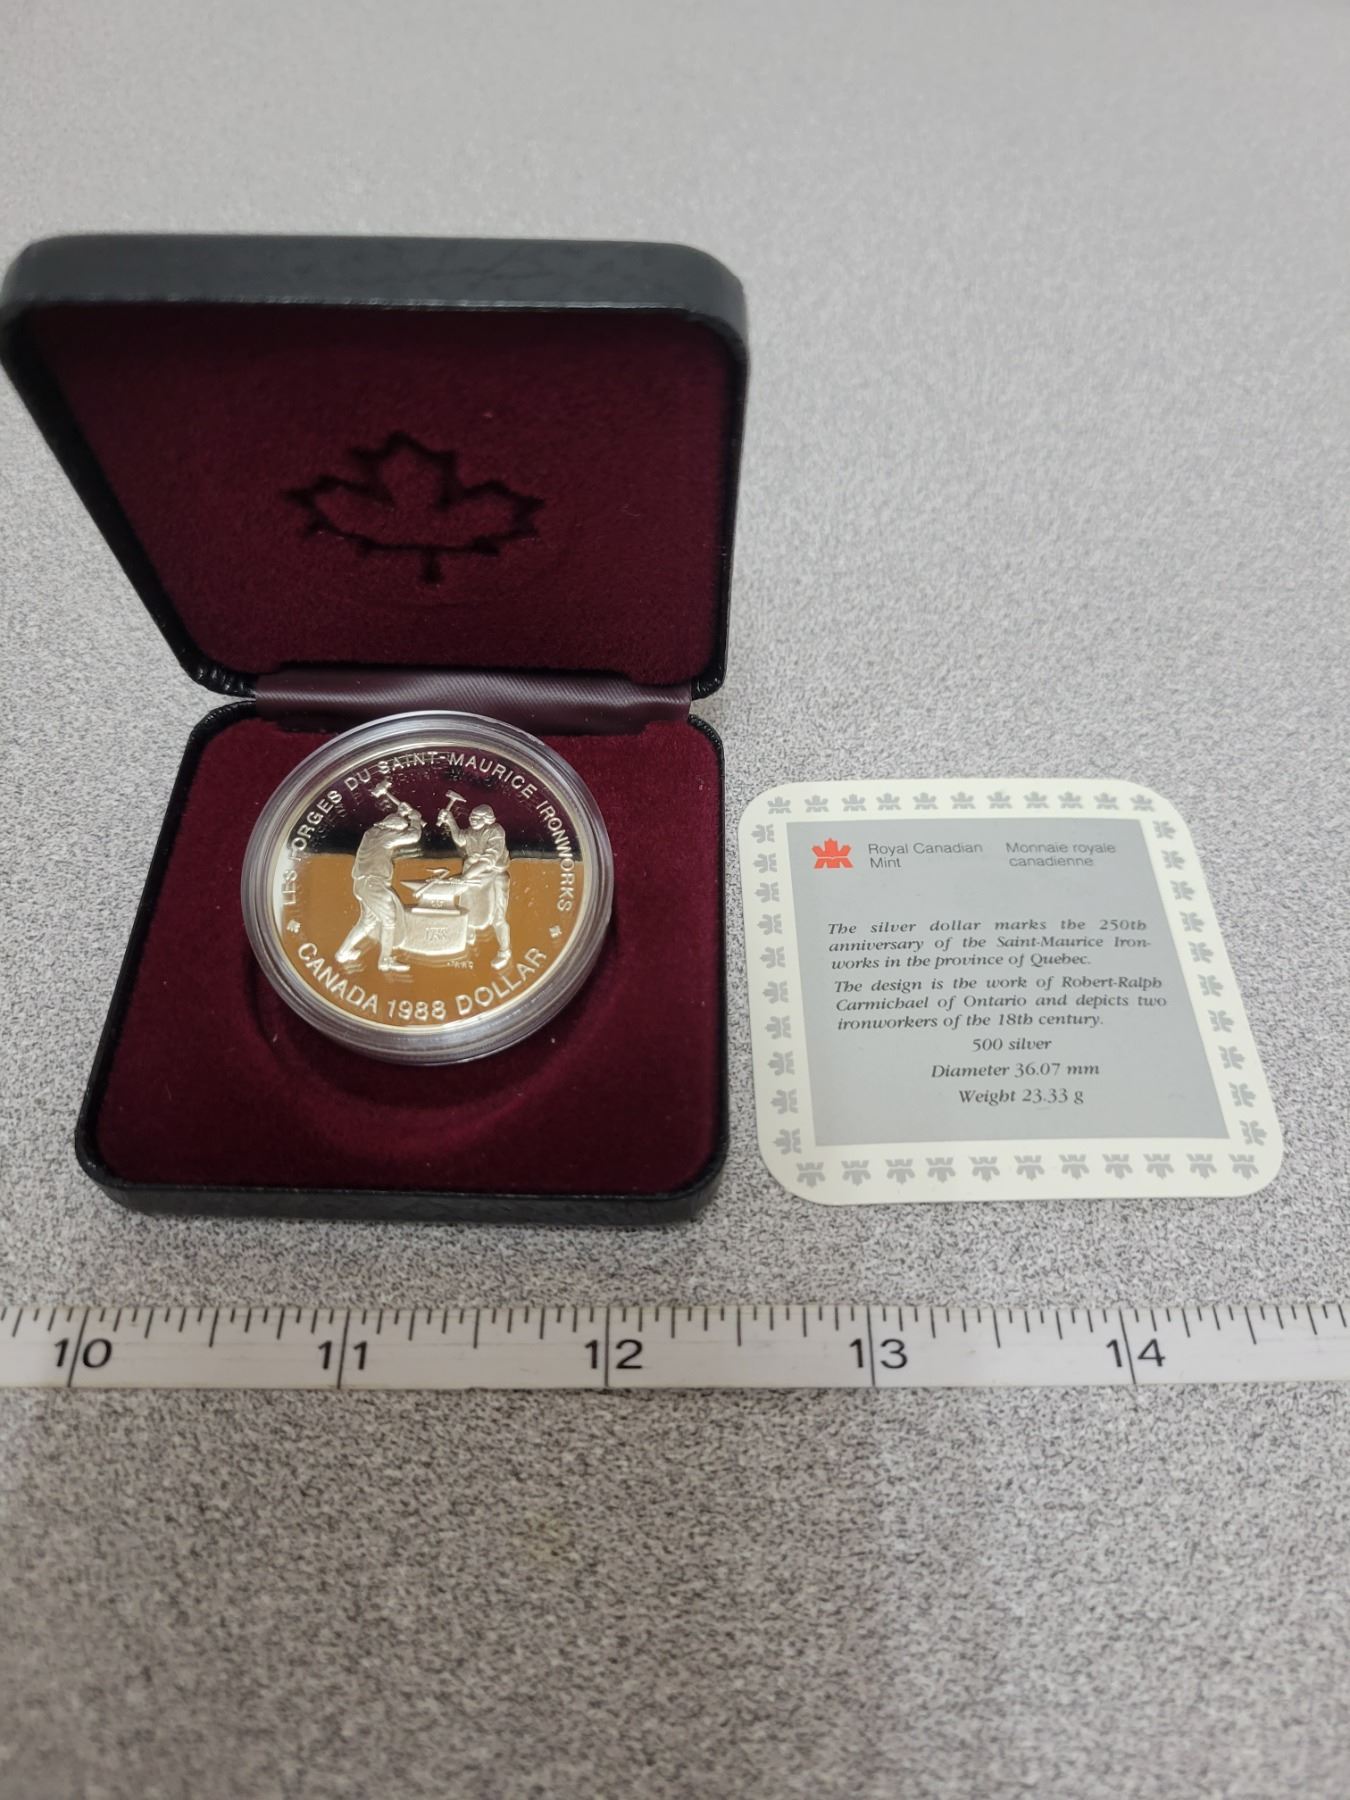 LES FORGES DU SAINT-MAURICE IRONWORKS
CANADA 1988 DOLLAR
Royal Canadian Mint
Monnaie royale canadienne
The silver dollar marks the 250th
anniversary of the Saint-Maurice Iron-
works in the province of Quebec.
The design is the work of Robert-Ralph
Carmichael of Ontario and depicts two
ironworkers of the 18th century.
500 silver
Diameter 36.07 mm
Weight 23.33 g
10 11 12 13 14